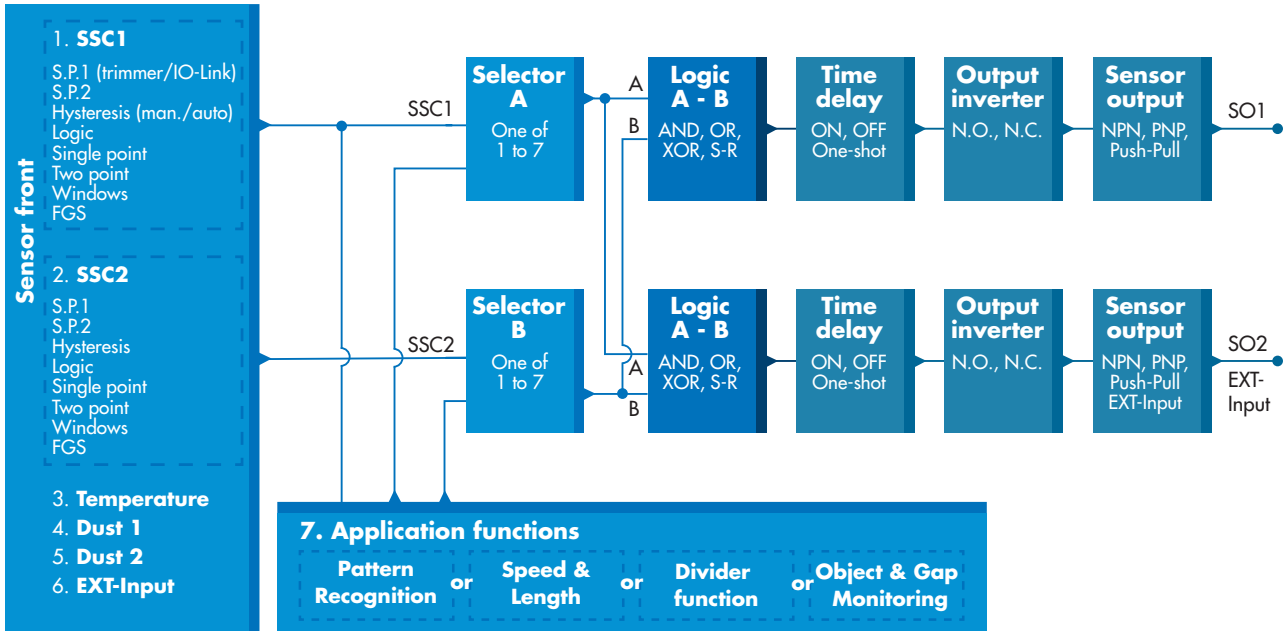 Sensor front
1. SSC1
S.P.1 (trimmer/IO-Link)
S.P.2
Hysteresis (man./auto)
Logic
Single point
Two point
Windows
FGS
2. SSC2
S.P.1
S.P.2
Hysteresis
Logic
Single point
Two point
Windows
FGS
3. Temperature
4. Dust 1
5. Dust 2
6. EXT-Input
SSC1
Selector
A
One of
1 to 7
A
B
Logic
A - B
AND, OR,
XOR, S-R
Time
delay
ON, OFF
One-shot
Output
inverter
N.O., N.C.
Sensor
output
NPN, PNP,
Push-Pull
SO1
SSC2
Selector
B
One of
1 to 7
A
B
Logic
A - B
AND, OR,
XOR, S-R
Time
delay
ON, OFF
One-shot
Output
inverter
N.O., N.C.
Sensor
output
NPN, PNP,
Push-Pull
EXT-Input
SO2
EXT-
Input
7. Application functions
Pattern
Recognition
or
Speed &
Length
or
Divider
function
or
Object & Gap
Monitoring